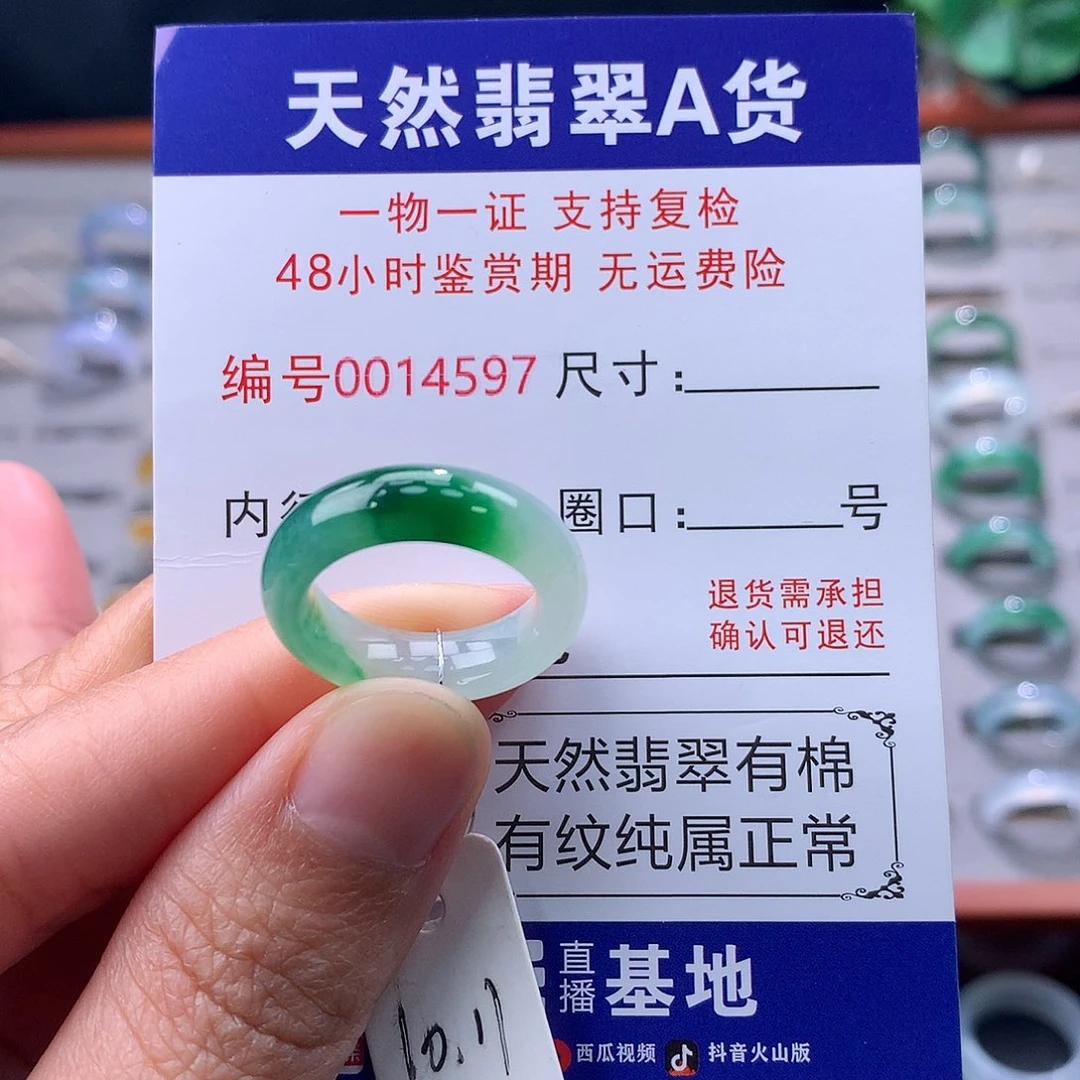 天然翡翠A货
一物一证 支持复检
48小时鉴赏期 无运费险
编号0014597 尺寸:
内 圈口: 号
退货需承担
确认可退还
天然翡翠有棉
有纹纯属正常
直播基地
西瓜视频 抖音火山版
10.11